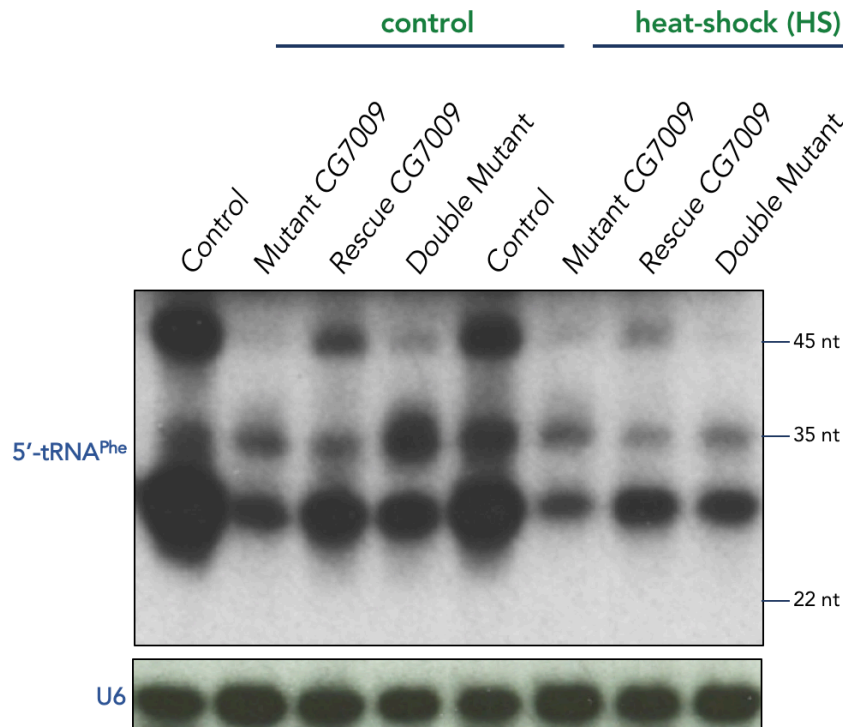 control heat-shock (HS)
Control Mutant CG7009 Rescue CG7009 Double Mutant Control Mutant CG7009 Rescue CG7009 Double Mutant
45 nt
35 nt
5′-tRNAPhe
22 nt
U6